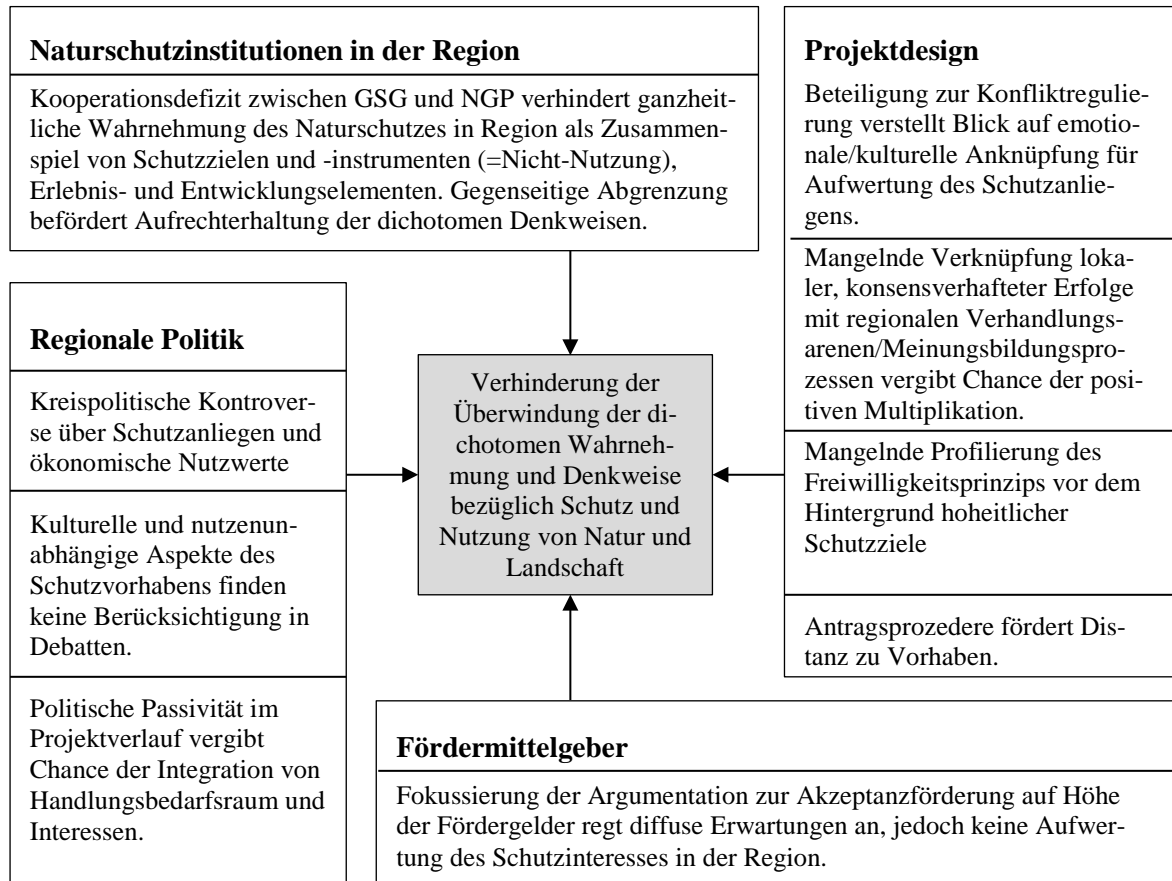 Naturschutzinstitutionen in der Region
Kooperationsdefizit zwischen GSG und NGP verhindert ganzheit-
liche Wahrnehmung des Naturschutzes in Region als Zusammen-
spiel von Schutzzielen und -instrumenten (=Nicht-Nutzung),
Erlebnis- und Entwicklungselementen. Gegenseitige Abgrenzung
befördert Aufrechterhaltung der dichotomen Denkweisen.
Projektdesign
Beteiligung zur Konfliktregulie-
rung verstellt Blick auf emotio-
nale/kulturelle Anknüpfung für
Aufwertung des Schutzanlie-
gens.
Mangelnde Verknüpfung loka-
ler, konsensverhafteter Erfolge
mit regionalen Verhandlungs-
arenen/Meinungsbildungspro-
zessen vergibt Chance der posi-
tiven Multiplikation.
Mangelnde Profilierung des
Freiwilligkeitsprinzips vor dem
Hintergrund hoheitlicher
Schutzziele
Antragsprozedere fördert Dis-
tanz zu Vorhaben.
Regionale Politik
Kreispolitische Kontrover-
se über Schutzanliegen und
ökonomische Nutzwerte
Kulturelle und nutzenun-
abhängige Aspekte des
Schutzvorhabens finden
keine Berücksichtigung in
Debatten.
Politische Passivität im
Projektverlauf vergibt
Chance der Integration von
Handlungsbedarfsraum und
Interessen.
Verhinderung der
Überwindung der di-
chotomen Wahrneh-
mung und Denkweise
bezüglich Schutz und
Nutzung von Natur und
Landschaft
Fördermittelgeber
Fokussierung der Argumentation zur Akzeptanzförderung auf Höhe
der Fördergelder regt diffuse Erwartungen an, jedoch keine Aufwer-
tung des Schutzinteresses in der Region.